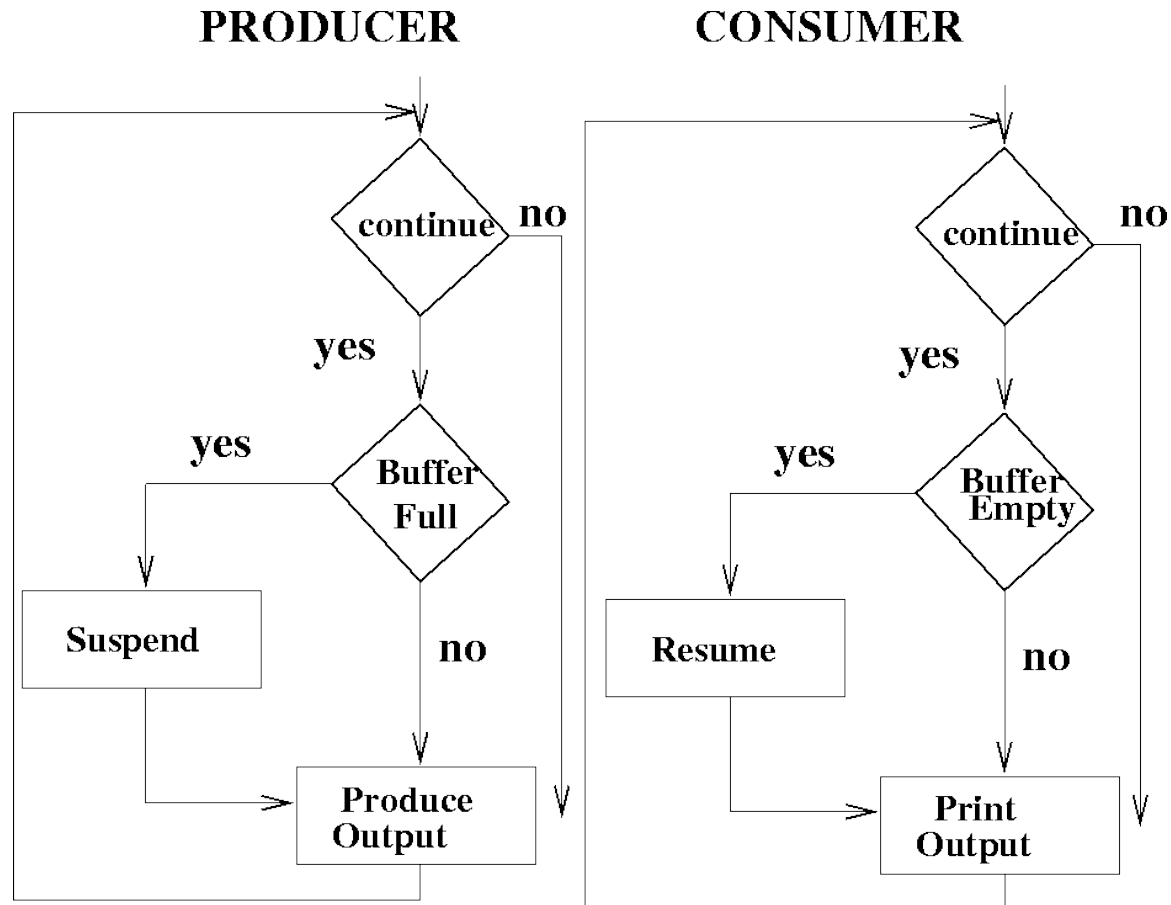 PRODUCER
continue
no
yes
yes
Buffer
Full
Suspend
no
Produce
Output
CONSUMER
continue
no
yes
yes
Buffer
Empty
Resume
no
Print
Output